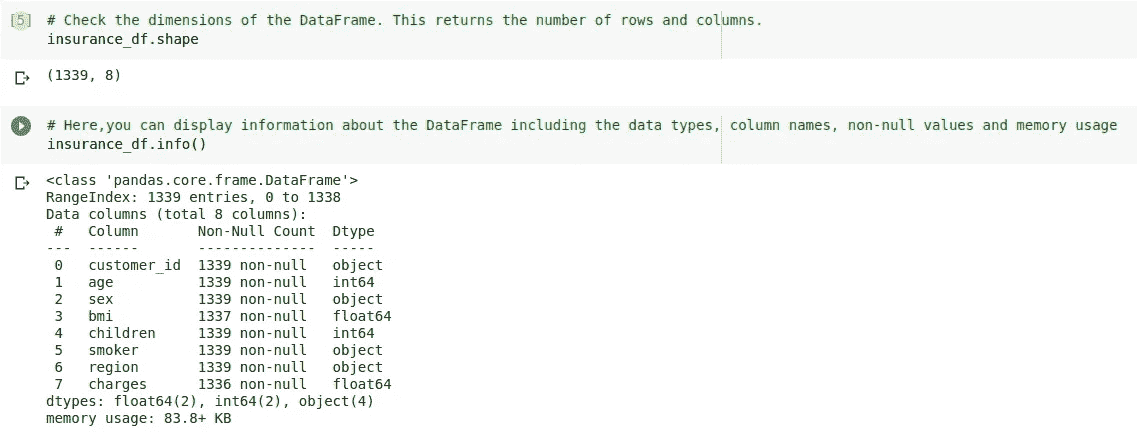 [5] # Check the dimensions of the DataFrame. This returns the number of rows and columns.
insurance_df.shape
(1339, 8)
# Here,you can display information about the DataFrame including the data types, column names, non-null values and memory usage
insurance_df.info()
<class 'pandas.core.frame.DataFrame'>
RangeIndex: 1339 entries, 0 to 1338
Data columns (total 8 columns):
 #   Column       Non-Null Count  Dtype
---  ------       --------------  -----
 0   customer_id  1339 non-null   object
 1   age          1339 non-null   int64
 2   sex          1339 non-null   object
 3   bmi          1337 non-null   float64
 4   children     1339 non-null   int64
 5   smoker       1339 non-null   object
 6   region       1339 non-null   object
 7   charges      1336 non-null   float64
dtypes: float64(2), int64(2), object(4)
memory usage: 83.8+ KB